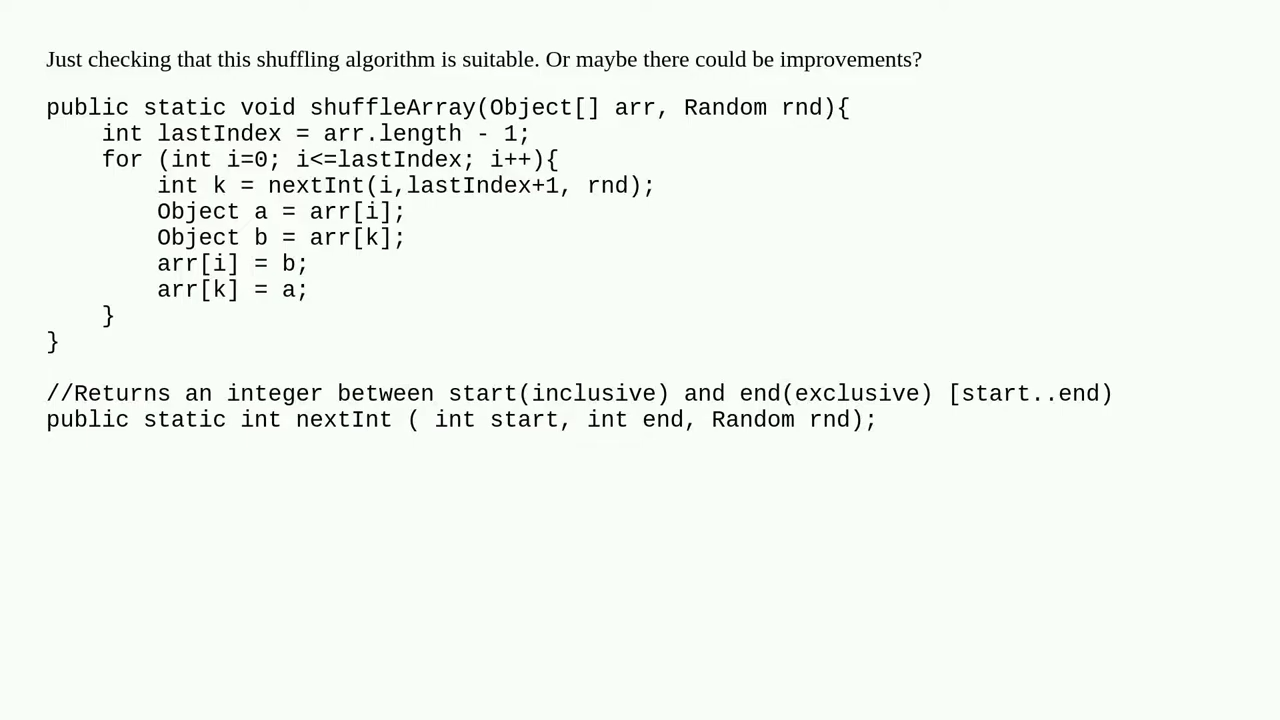 Just checking that this shuffling algorithm is suitable. Or maybe there could be improvements?
public static void shuffleArray(Object[] arr, Random rnd){
    int lastIndex = arr.length - 1;
    for (int i=0; i<=lastIndex; i++){
        int k = nextInt(i,lastIndex+1, rnd);
        Object a = arr[i];
        Object b = arr[k];
        arr[i] = b;
        arr[k] = a;
    }
}
//Returns an integer between start(inclusive) and end(exclusive) [start..end)
public static int nextInt ( int start, int end, Random rnd);